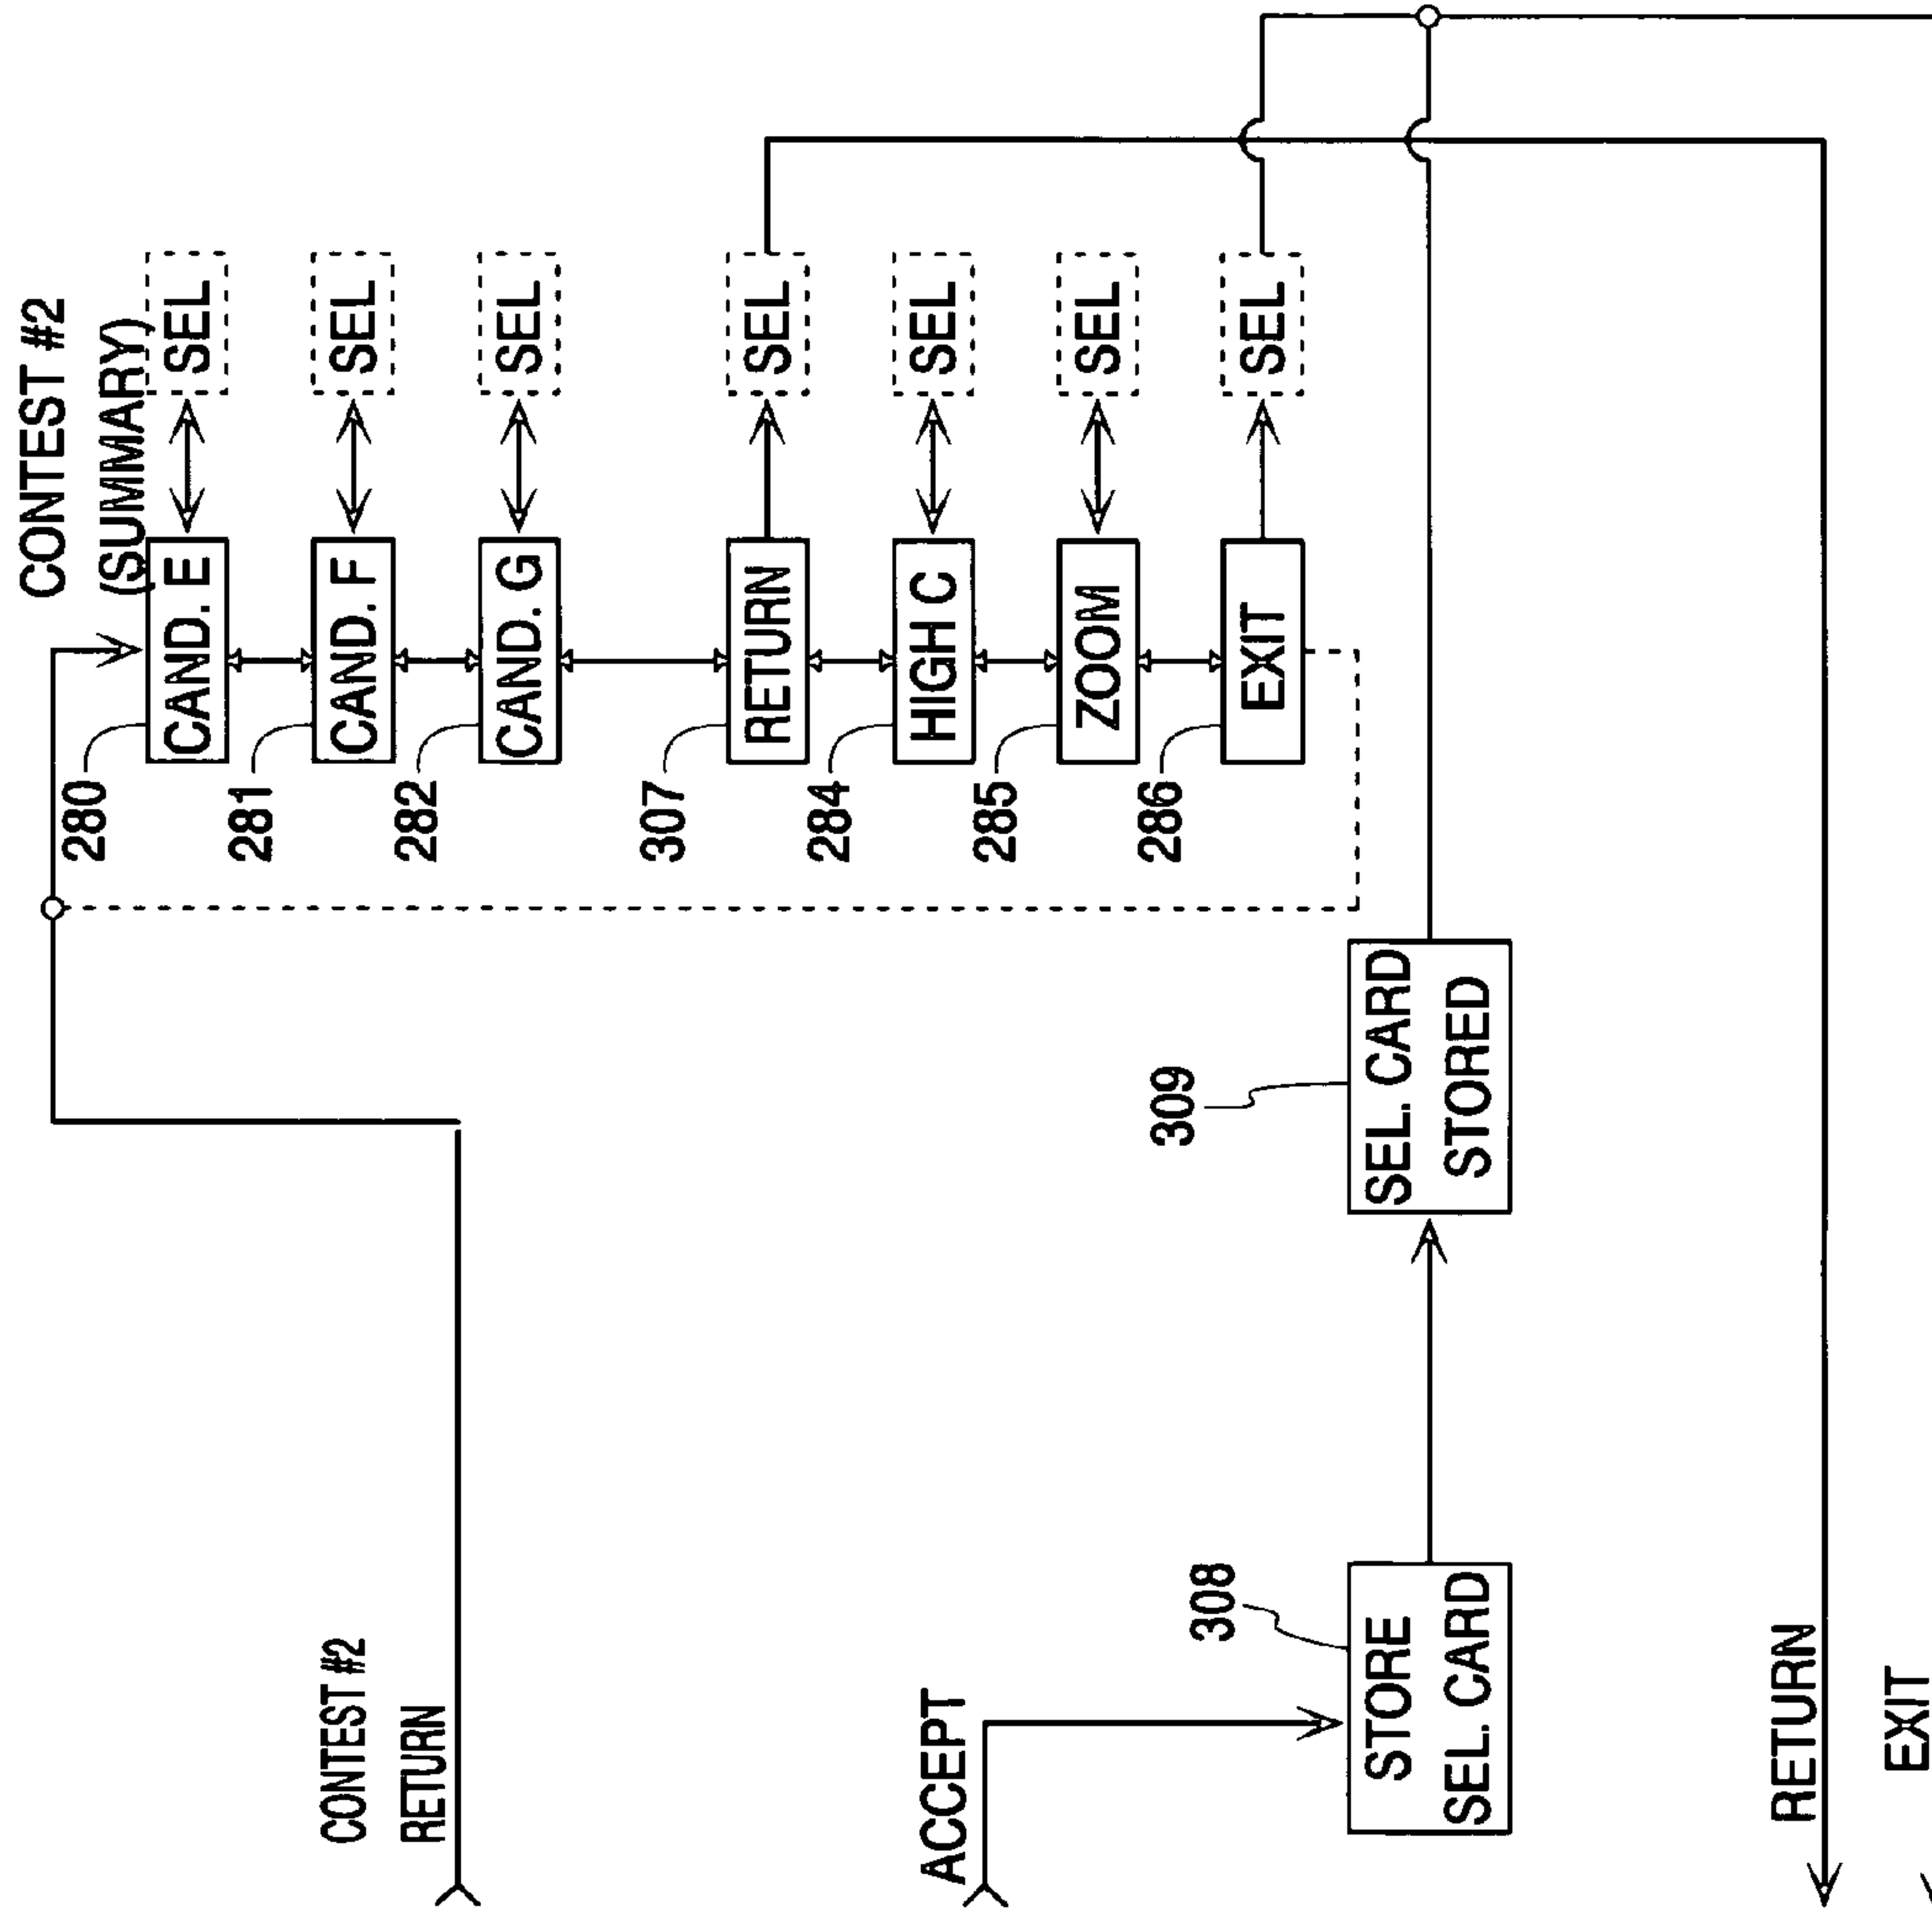 CONTEST #2
(SUMMARY)
280
CAND. E
SEL
281
CAND. F
SEL
282
CAND. G
SEL
307
RETURN
SEL
284
HIGH C
SEL
285
ZOOM
SEL
286
EXIT
SEL
CONTEST #2
RETURN
ACCEPT
308
STORE
SEL. CARD
309
SEL. CARD
STORED
RETURN
EXIT